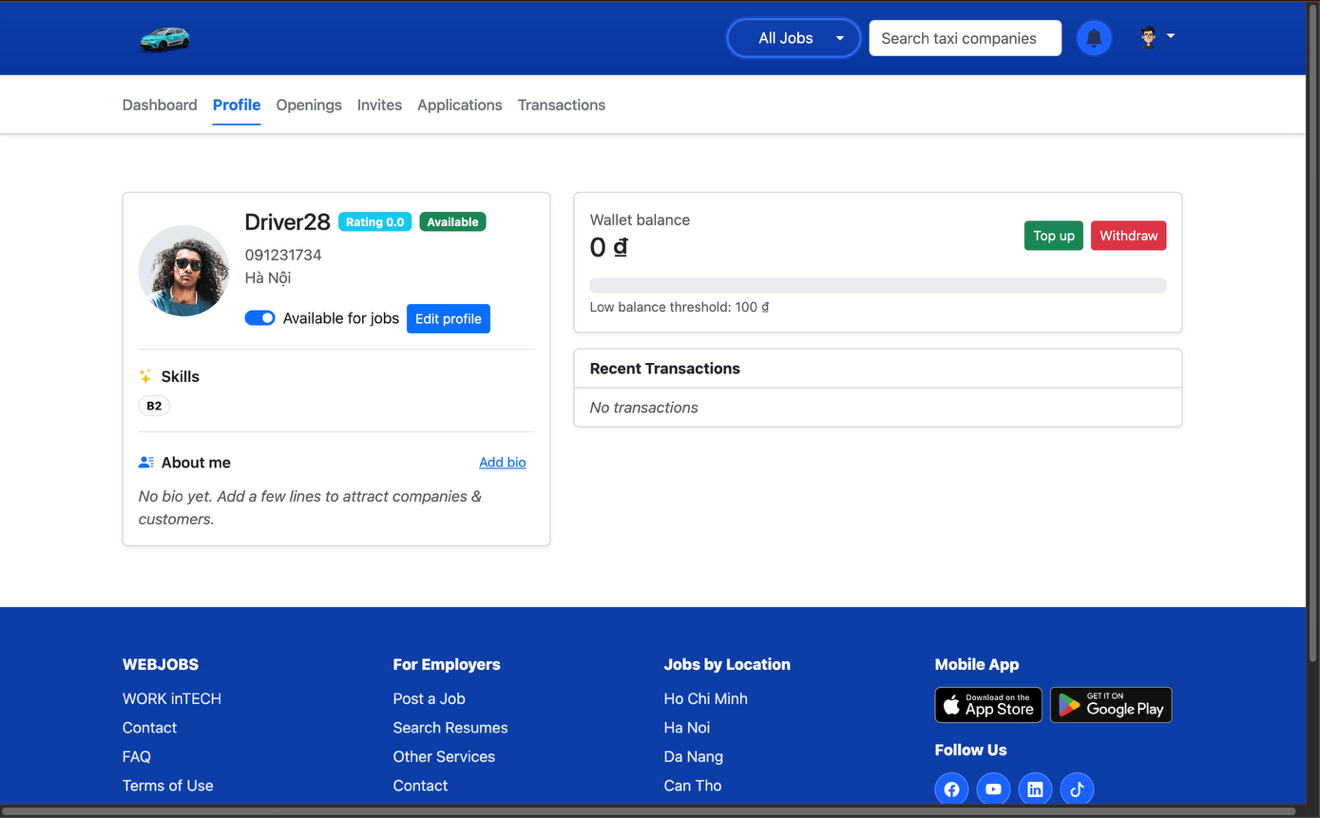 All Jobs
Search taxi companies
Dashboard Profile Openings Invites Applications Transactions
Driver28 Rating 0.0 Available
091231734
Hà Nội
Available for jobs Edit profile
Skills
B2
About me Add bio
No bio yet. Add a few lines to attract companies &
customers.
Wallet balance
0 ₫
Top up Withdraw
Low balance threshold: 100 ₫
Recent Transactions
No transactions
WEBJOBS
WORK inTECH
Contact
FAQ
Terms of Use
For Employers
Post a Job
Search Resumes
Other Services
Contact
Jobs by Location
Ho Chi Minh
Ha Noi
Da Nang
Can Tho
Mobile App
Download on the
App Store
GET IT ON
Google Play
Follow Us